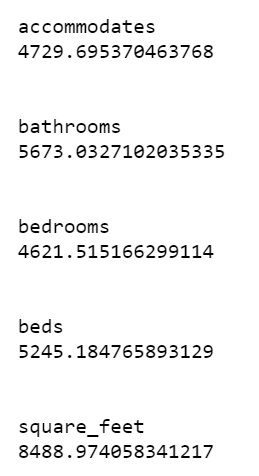 accommodates
4729.695370463768
bathrooms
5673.0327102035335
bedrooms
4621.515166299114
beds
5245.184765893129
square_feet
8488.974058341217